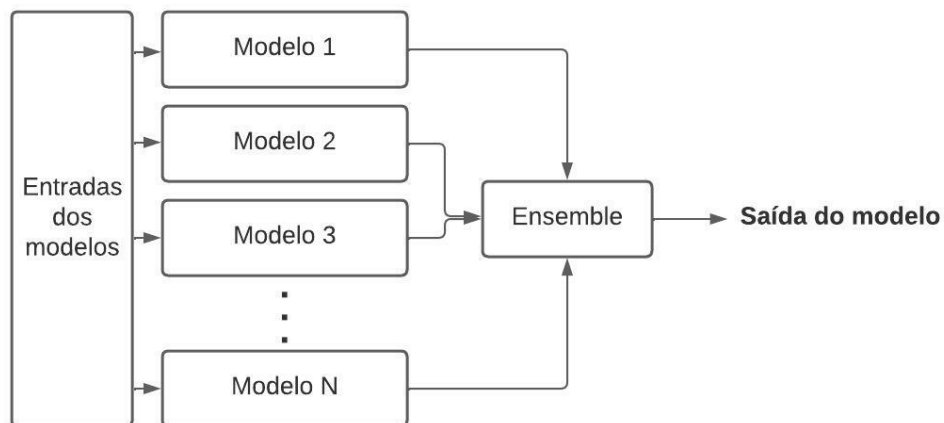 Entradas
dos
modelos
Modelo 1
Modelo 2
Modelo 3
Modelo N
Ensemble
Saída do modelo